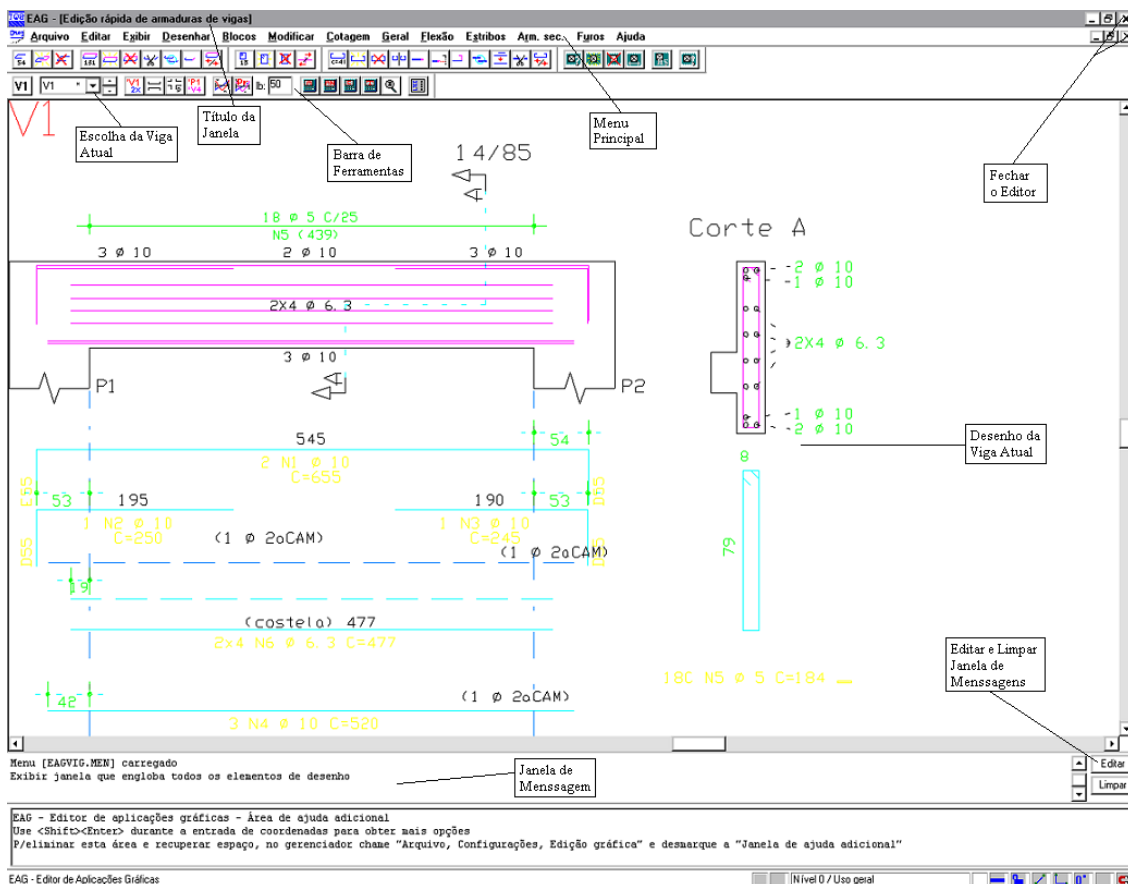 EAG - [Edição rápida de armaduras de vigas]
Arquivo Editar Exibir Desenhar Blocos Modificar Cotagem Geral Flexão Estribos Arm. sec. Furos Ajuda
V1 V1 * lb: 50
V1
Escolha da Viga
Atual
Título da
Janela
Barra de
Ferramentas
Menu
Principal
Fechar
o Editor
14/85
18 ø 5 C/25
N5 (439)
3 ø 10 2 ø 10 3 ø 10
2X4 ø 6.3
3 ø 10
A
A
P1
P2
Corte A
2 ø 10
1 ø 10
2X4 ø 6.3
1 ø 10
2 ø 10
Desenho da
Viga Atual
545
54
2 N1 ø 10
C=655
E65
D65
53
195
190
53
1 N2 ø 10
C=250
1 N3 ø 10
C=245
D55
D55
(1 ø 2oCAM)
(1 ø 2oCAM)
19
(costela) 477
2x4 N6 ø 6.3 C=477
(1 ø 2oCAM)
42
3 N4 ø 10 C=520
8
79
18C N5 ø 5 C=184
Editar e Limpar
Janela de
Menssagens
Menu [EAGVIG.MEN] carregado
Exibir janela que engloba todos os elementos de desenho
Janela de
Menssagem
Editar
Limpar
EAG - Editor de aplicações gráficas - Área de ajuda adicional
Use <Shift><Enter> durante a entrada de coordenadas para obter mais opções
P/eliminar esta área e recuperar espaço, no gerenciador chame "Arquivo, Configurações, Edição gráfica" e desmarque a "Janela de ajuda adicional"
EAG - Editor de Aplicações Gráficas
Nível 0 / Uso geral